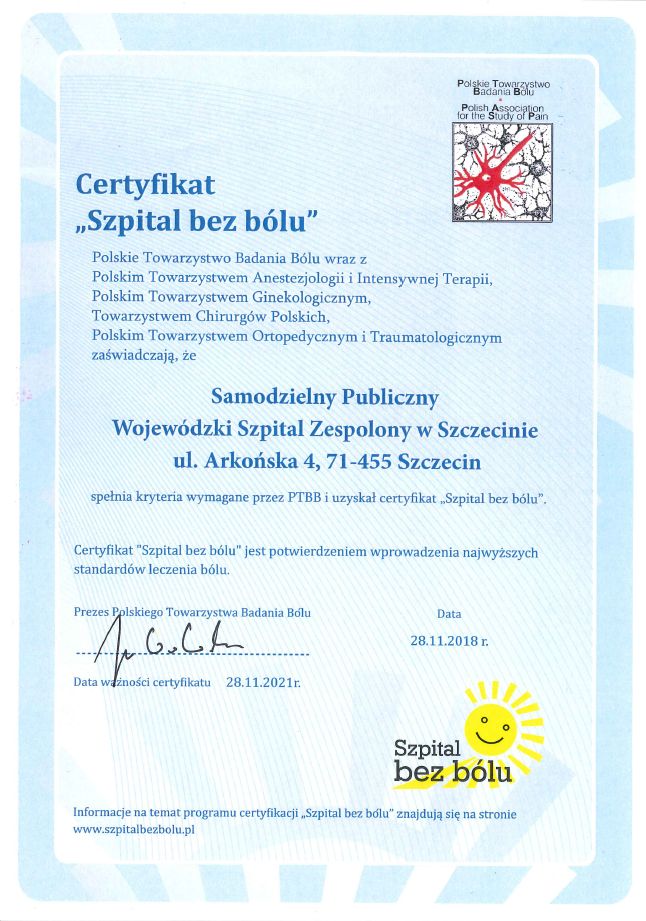 Polskie Towarzystwo
Badania Bólu
Polish Association
for the Study of Pain
Certyfikat
„Szpital bez bólu”
Polskie Towarzystwo Badania Bólu wraz z
Polskim Towarzystwem Anestezjologii i Intensywnej Terapii,
Polskim Towarzystwem Ginekologicznym,
Towarzystwem Chirurgów Polskich,
Polskim Towarzystwem Ortopedycznym i Traumatologicznym
zaświadczają, że
Samodzielny Publiczny
Wojewódzki Szpital Zespolony w Szczecinie
ul. Arkońska 4, 71-455 Szczecin
spełnia kryteria wymagane przez PTBB i uzyskał certyfikat „Szpital bez bólu”.
Certyfikat "Szpital bez bólu" jest potwierdzeniem wprowadzenia najwyższych
standardów leczenia bólu.
Prezes Polskiego Towarzystwa Badania Bólu
Data
28.11.2018 r.
Data ważności certyfikatu 28.11.2021r.
Szpital
bez bólu
Informacje na temat programu certyfikacji „Szpital bez bólu” znajdują się na stronie
www.szpitalbezbolu.pl